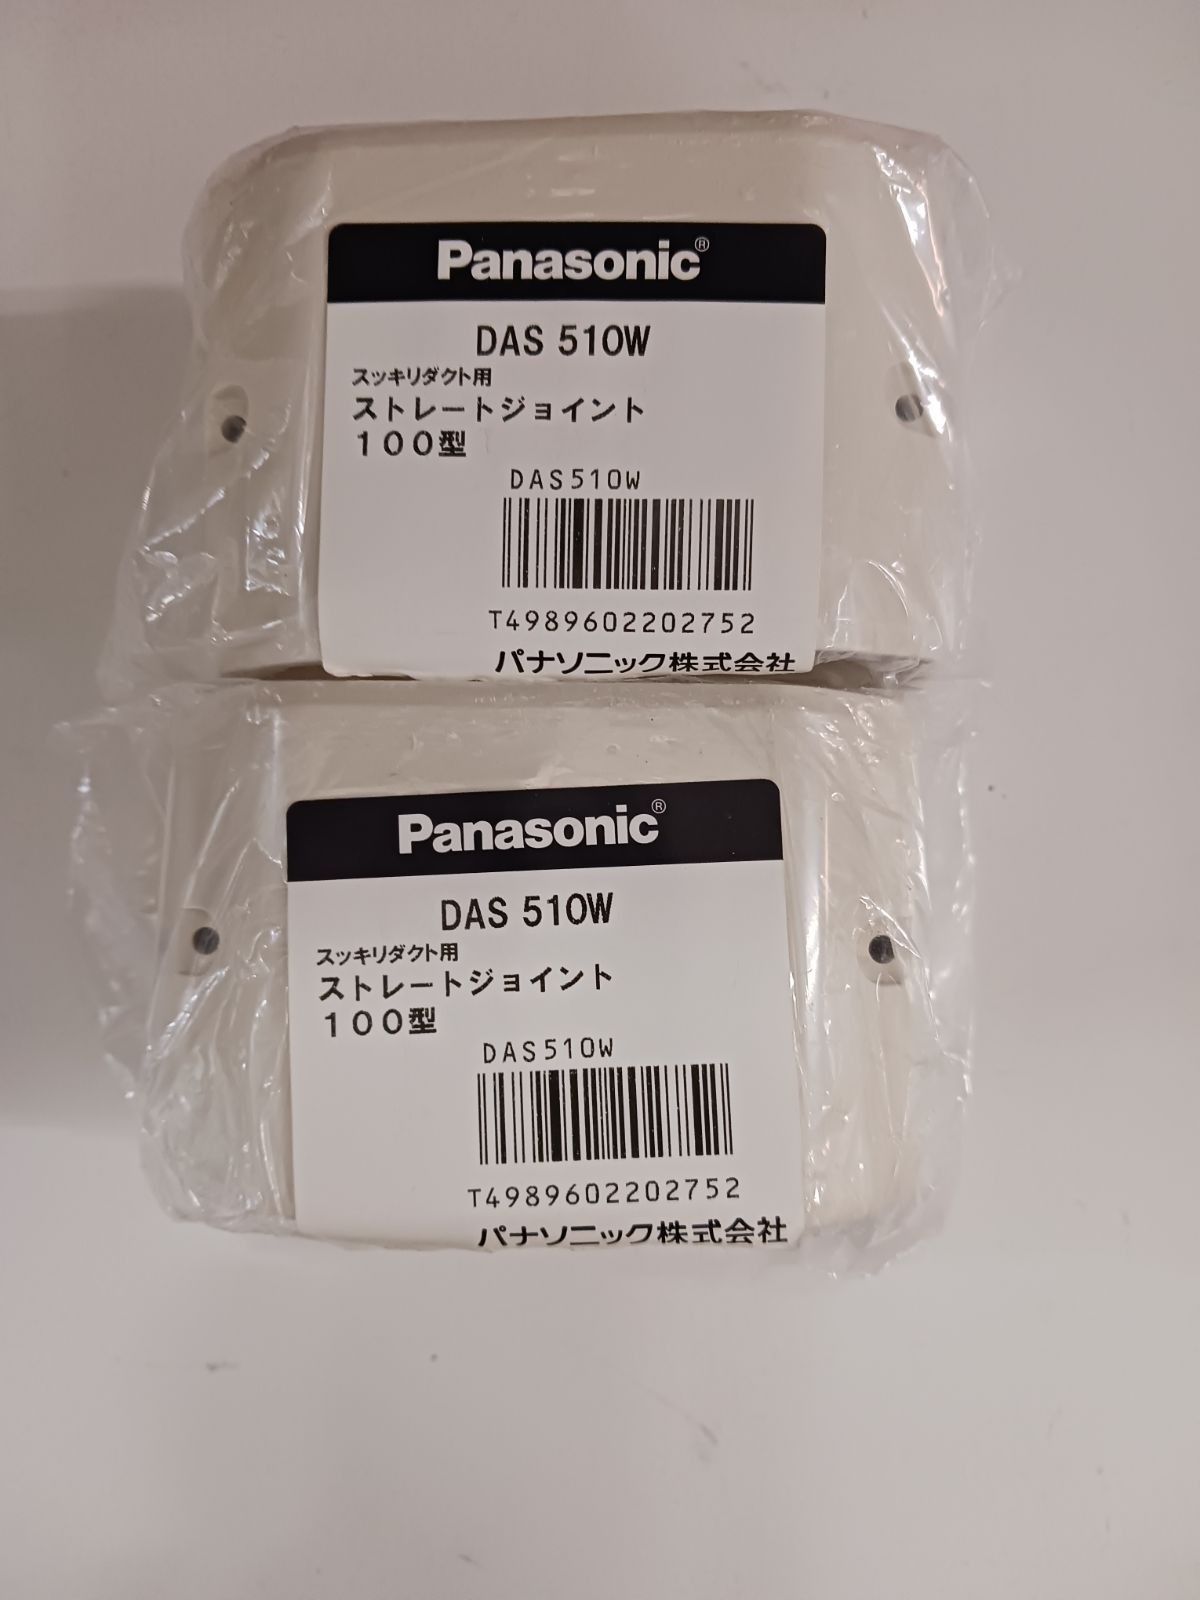 Panasonic®
DAS 510W
スッキリダクト用
ストレートジョイント
１００型
DAS510W
T4989602202752
パナソニック株式会社
Panasonic®
DAS 510W
スッキリダクト用
ストレートジョイント
１００型
DAS510W
T4989602202752
パナソニック株式会社